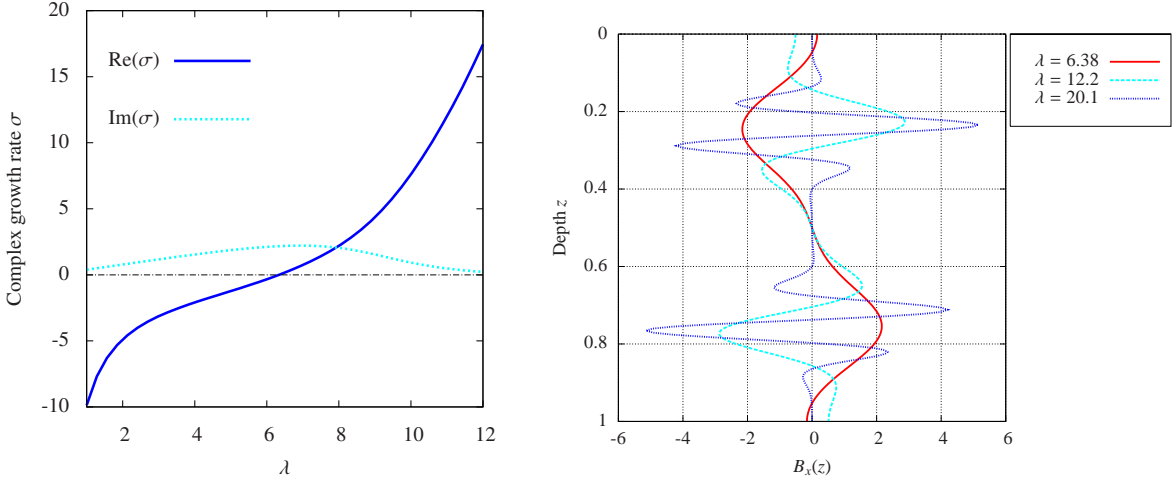 20
15
10
5
0
-5
-10
2
4
6
8
10
12
λ
Complex growth rate σ
Re(σ)
Im(σ)
0
0.2
0.4
0.6
0.8
1
-6
-4
-2
0
2
4
6
Depth z
Bₓ(z)
λ = 6.38
λ = 12.2
λ = 20.1